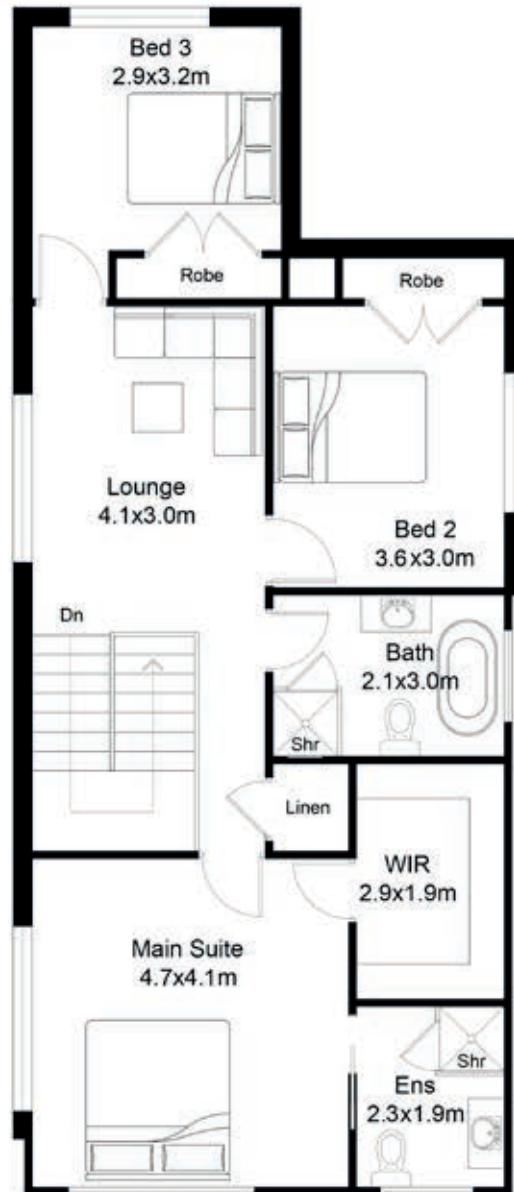 Bed 3
2.9x3.2m
Robe
Robe
Lounge
4.1x3.0m
Bed 2
3.6x3.0m
Dn
Bath
2.1x3.0m
Shr
Linen
WIR
2.9x1.9m
Main Suite
4.7x4.1m
Shr
Ens
2.3x1.9m